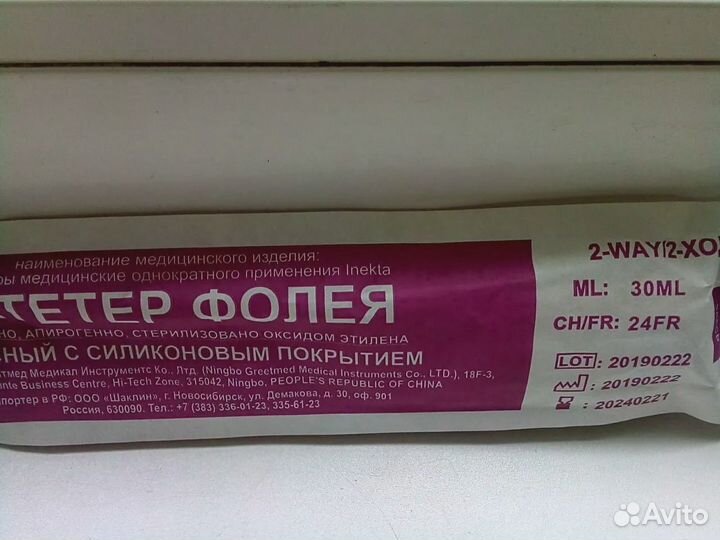 наименование медицинского изделия:
ры медицинские однократного применения Inekta
ТЕТЕР ФОЛЕЯ
НО, АПИРОГЕННО, СТЕРИЛИЗОВАНО ОКСИДОМ ЭТИЛЕНА
НЫЙ С СИЛИКОНОВЫМ ПОКРЫТИЕМ
тмед Медикал Инструментс Ко., Лтд. (Ningbo Greetmed Medical Instruments Co., LTD.), 18F-3,
nte Business Centre, Hi-Tech Zone, 315042, Ningbo, PEOPLE'S REPUBLIC OF CHINA
портер в РФ: ООО «Шаклин», г. Новосибирск, ул. Демакова, д. 30, оф. 901
Россия, 630090. Тел.: +7 (383) 336-01-23, 335-61-23
2-WAY/2-ХО
ML: 30ML
CH/FR: 24FR
LOT: 20190222
: 20190222
: 20240221
Avito